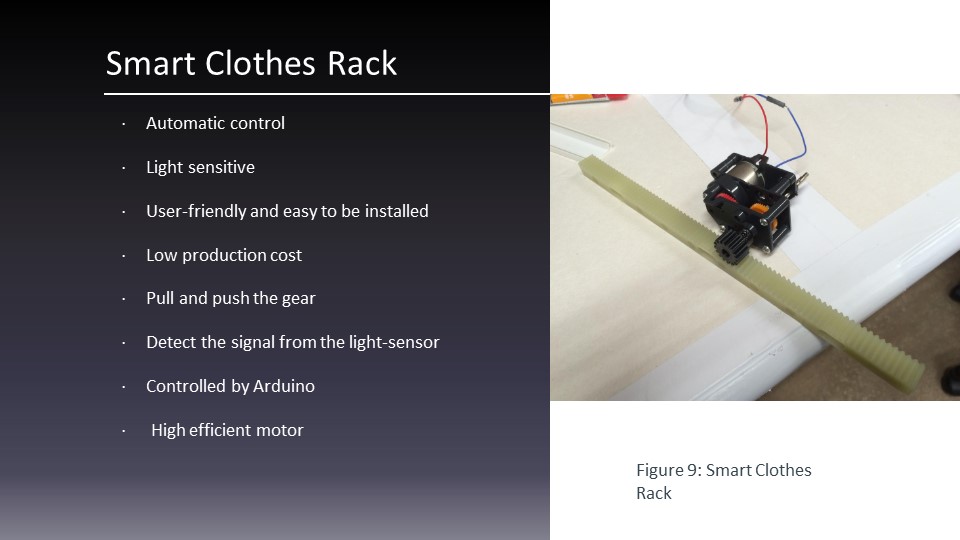 Smart Clothes Rack
· Automatic control
· Light sensitive
· User-friendly and easy to be installed
· Low production cost
· Pull and push the gear
· Detect the signal from the light-sensor
· Controlled by Arduino
· High efficient motor
Figure 9: Smart Clothes
Rack